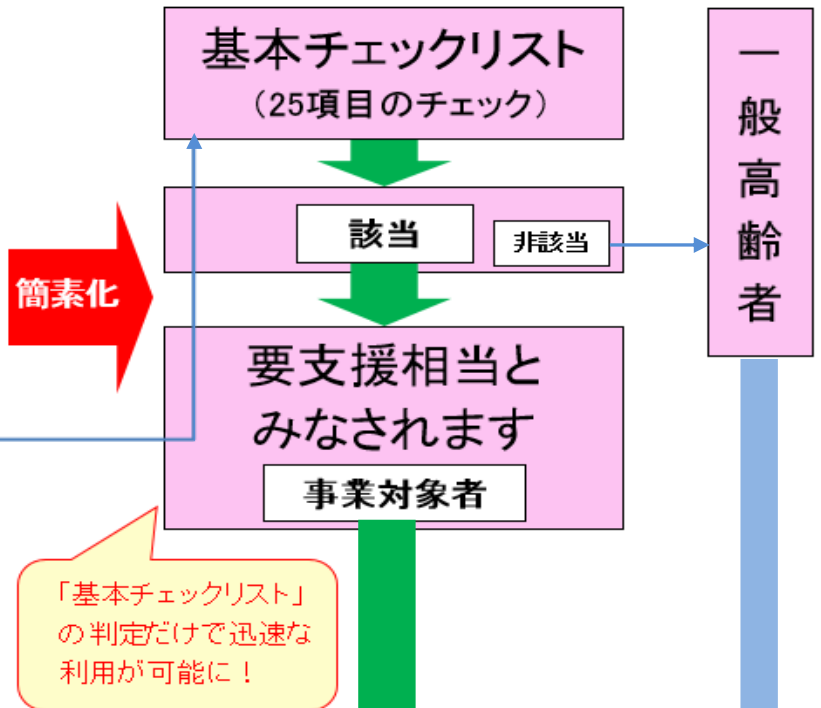 基本チェックリスト
(25項目のチェック)
一般高齢者
該当
非該当
簡素化
要支援相当と
みなされます
事業対象者
「基本チェックリスト」
の判定だけで迅速な
利用が可能に!